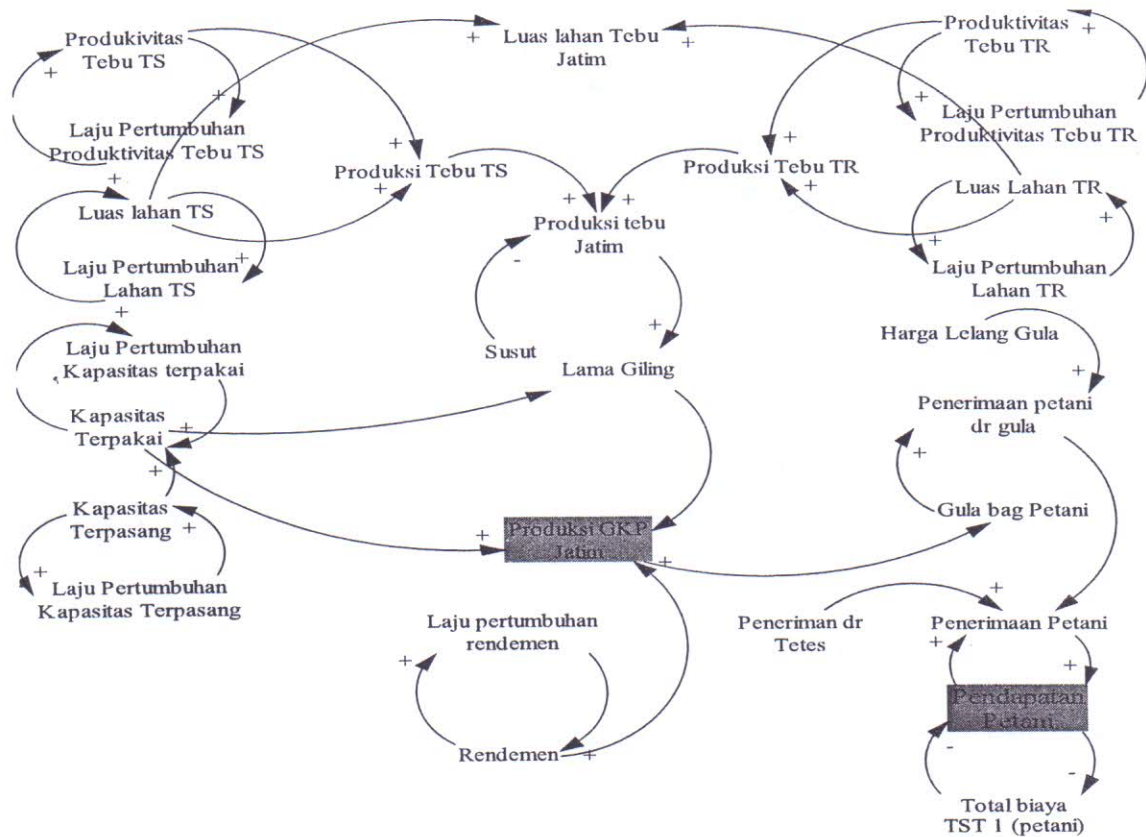 Produkivitas
Tebu TS
Luas lahan Tebu
Jatim
Produktivitas
Tebu TR
Laju Pertumbuhan
Produktivitas Tebu TS
Laju Pertumbuhan
Produktivitas Tebu TR
Produksi Tebu TS
Produksi Tebu TR
Luas lahan TS
Luas Lahan TR
Produksi tebu
Jatim
Laju Pertumbuhan
Lahan TS
Laju Pertumbuhan
Lahan TR
Laju Pertumbuhan
Kapasitas terpakai
Susut
Lama Giling
Harga Lelang Gula
Kapasitas
Terpakai
Penerimaan petani
dr gula
Kapasitas
Terpasang
Produksi GKP
Jatim
Gula bag Petani
Laju Pertumbuhan
Kapasitas Terpasang
Laju pertumbuhan
rendemen
Peneriman dr
Tetes
Penerimaan Petani
Pendapatan
Petani
Rendemen
Total biaya
TST 1 (petani)